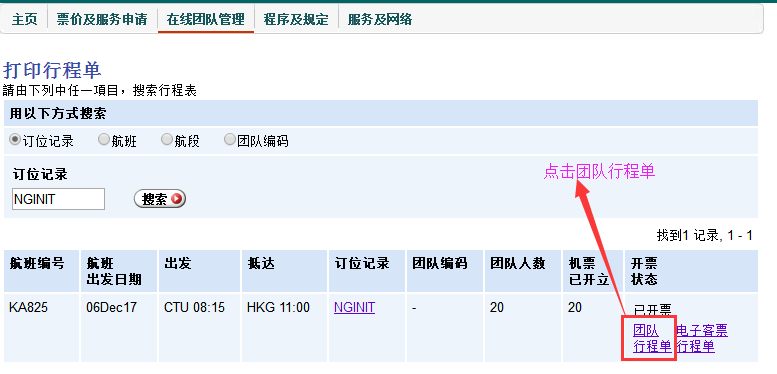 主页 票价及服务申请 在线团队管理 程序及规定 服务及网络
打印行程单
請由下列中任一項目，搜索行程表
用以下方式搜索
订位记录 航班 航段 团队编码
订位记录
点击团队行程单
NGINIT 搜索
找到1 记录, 1 - 1
航班编号 航班 出发 抵达 订位记录 团队编码 团队人数 机票 开票
出发日期 已开立 状态
KA825 06Dec17 CTU 08:15 HKG 11:00 NGINIT - 20 20 已开票
团队 电子客票
行程单 行程单